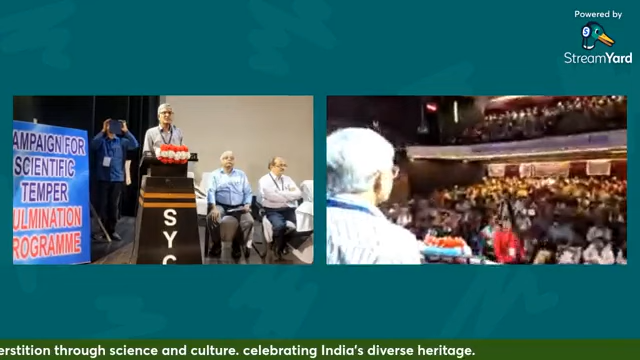 Powered by
StreamYard
AMPAIGN FOR
SCIENTIFIC
TEMPER
ULMINATION
ROGRAMME
SYC
erstition through science and culture. celebrating India's diverse heritage.